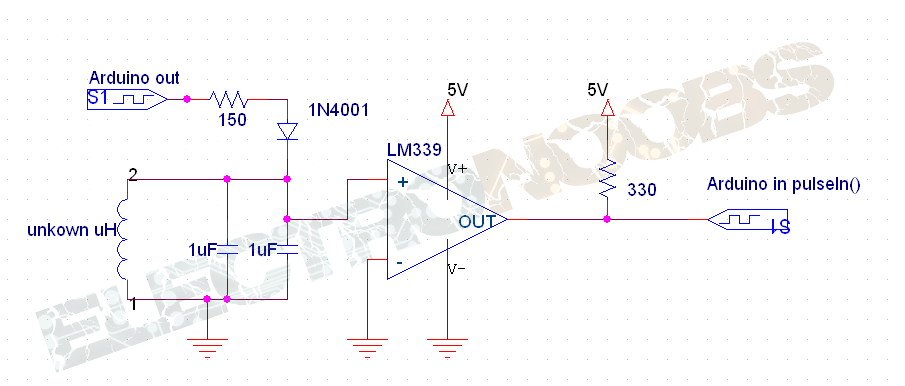 Arduino out
S1
150
1N4001
5V
5V
LM339
V+
+
2
330
Arduino in pulseIn()
unkown uH
1uF
1uF
OUT
S1
-
V-
1
ELECTRONOOBS